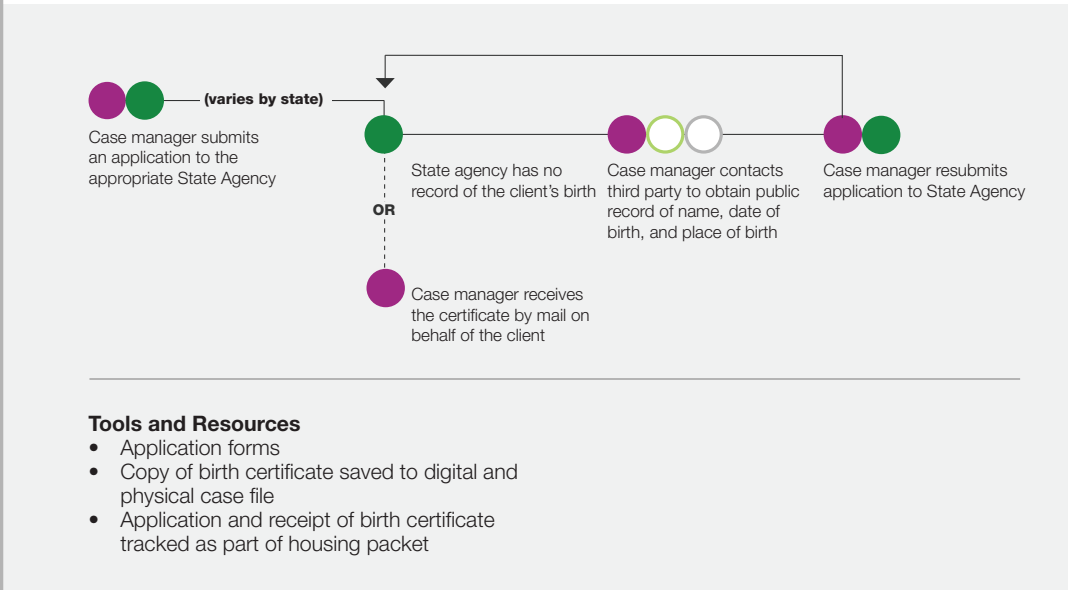 (varies by state)
Case manager submits
an application to the
appropriate State Agency
State agency has no
record of the client’s birth
Case manager contacts
third party to obtain public
record of name, date of
birth, and place of birth
Case manager resubmits
application to State Agency
OR
Case manager receives
the certificate by mail on
behalf of the client
Tools and Resources
• Application forms
• Copy of birth certificate saved to digital and
physical case file
• Application and receipt of birth certificate
tracked as part of housing packet